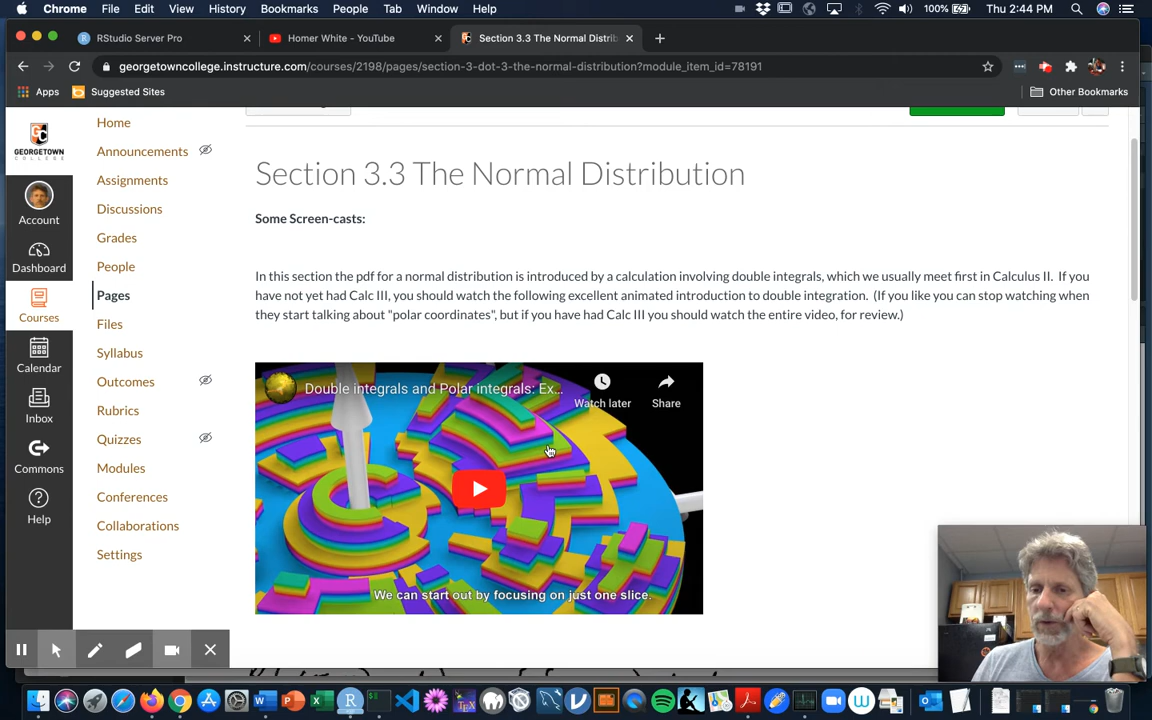 Chrome File Edit View History Bookmarks People Tab Window Help 100% Thu 2:44 PM
RStudio Server Pro Homer White - YouTube Section 3.3 The Normal Distrib
georgetowncollege.instructure.com/courses/2198/pages/section-3-dot-3-the-normal-distribution?module_item_id=78191
Apps Suggested Sites Other Bookmarks
GC
GEORGETOWN
COLLEGE
Account
Dashboard
Courses
Calendar
Inbox
Commons
Help
Home
Announcements
Assignments
Discussions
Grades
People
Pages
Files
Syllabus
Outcomes
Rubrics
Quizzes
Modules
Conferences
Collaborations
Settings
Section 3.3 The Normal Distribution
Some Screen-casts:
In this section the pdf for a normal distribution is introduced by a calculation involving double integrals, which we usually meet first in Calculus II. If you
have not yet had Calc III, you should watch the following excellent animated introduction to double integration. (If you like you can stop watching when
they start talking about "polar coordinates", but if you have had Calc III you should watch the entire video, for review.)
Double integrals and Polar integrals: Ex...
Watch later Share
We can start out by focusing on just one slice.